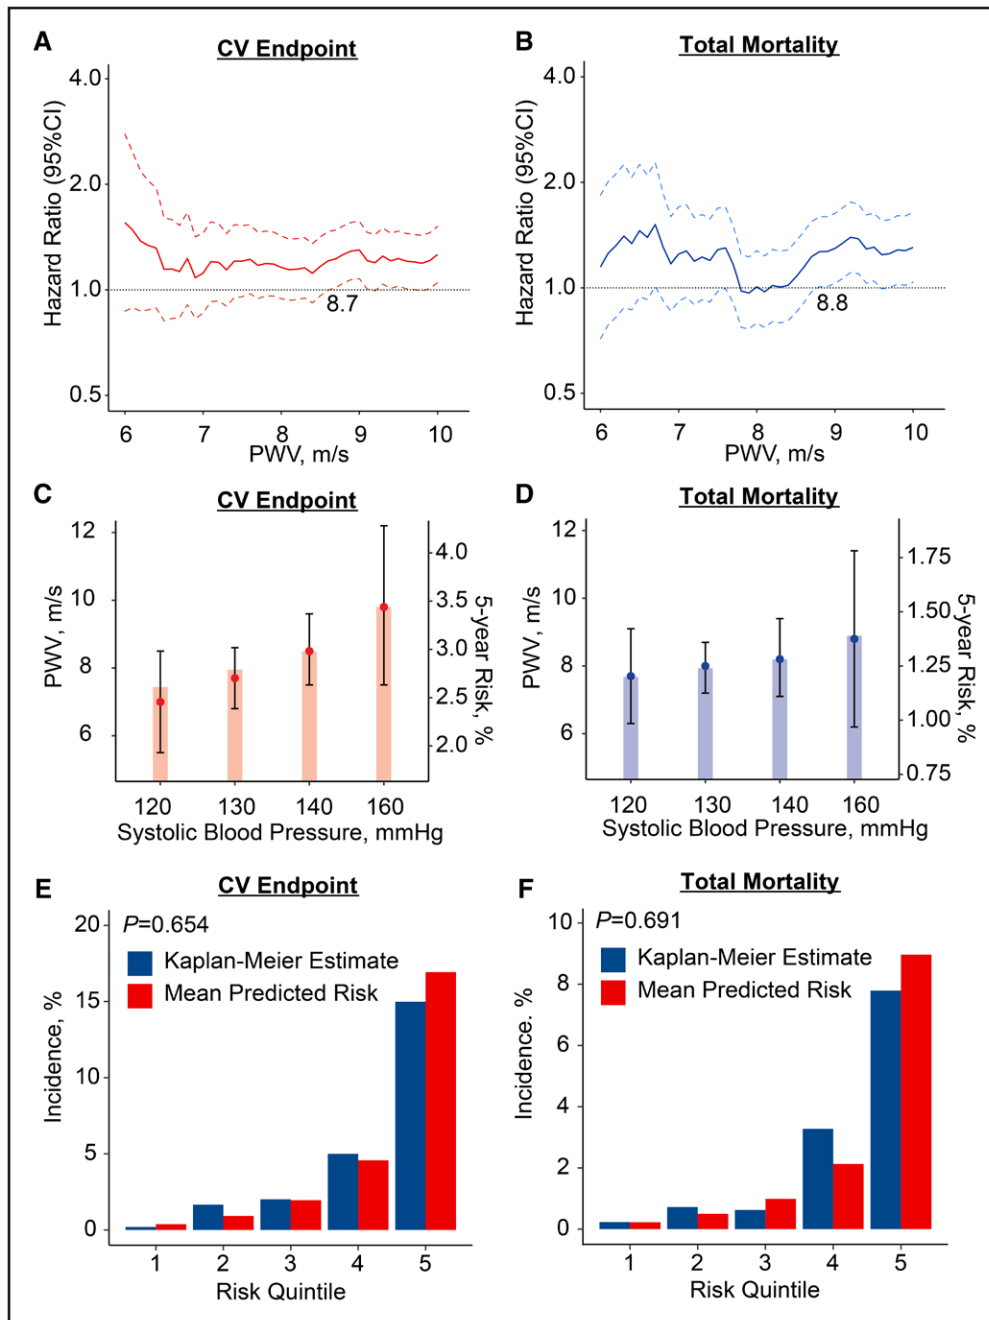 A
CV Endpoint
Hazard Ratio (95%CI)
4.0
2.0
1.0
0.5
8.7
6 7 8 9 10
PWV, m/s
B
Total Mortality
Hazard Ratio (95%CI)
4.0
2.0
1.0
0.5
8.8
6 7 8 9 10
PWV, m/s
C
CV Endpoint
PWV, m/s
12
10
8
6
4.0
3.5
3.0
2.5
2.0
5-year Risk, %
120 130 140 160
Systolic Blood Pressure, mmHg
D
Total Mortality
PWV, m/s
12
10
8
6
1.75
1.50
1.25
1.00
0.75
5-year Risk, %
120 130 140 160
Systolic Blood Pressure, mmHg
E
CV Endpoint
P=0.654
Kaplan-Meier Estimate
Mean Predicted Risk
Incidence, %
20
15
10
5
0
1 2 3 4 5
Risk Quintile
F
Total Mortality
P=0.691
Kaplan-Meier Estimate
Mean Predicted Risk
Incidence. %
10
8
6
4
2
0
1 2 3 4 5
Risk Quintile